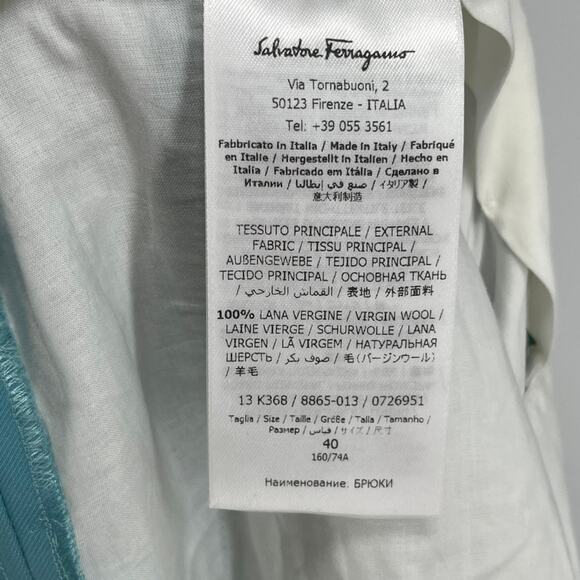 Salvatore Ferragamo
Via Tornabuoni, 2
50123 Firenze - ITALIA
Tel: +39 055 3561
Fabbricato in Italia / Made in Italy / Fabriqué
en Italie / Hergestellt in Italien / Hecho en
Italia / Fabricado em Itália / Сделано в
Италии / صنع في إيطاليا / イタリア製 /
意大利制造
TESSUTO PRINCIPALE / EXTERNAL
FABRIC / TISSU PRINCIPAL /
AUßENGEWEBE / TEJIDO PRINCIPAL /
TECIDO PRINCIPAL / ОСНОВНАЯ ТКАНЬ
/ القماش الخارجي / 表地 / 外部面料
100% LANA VERGINE / VIRGIN WOOL /
LAINE VIERGE / SCHURWOLLE / LANA
VIRGEN / LÃ VIRGEM / НАТУРАЛЬНАЯ
ШЕРСТЬ / صوف بكر / 毛(バージンウール)
/ 羊毛
13 K368 / 8865-013 / 0726951
Taglia / Size / Taille / Größe / Talla / Tamanho /
Размер / قياس / サイズ / 尺寸
40
160/74A
Наименование: БРЮКИ